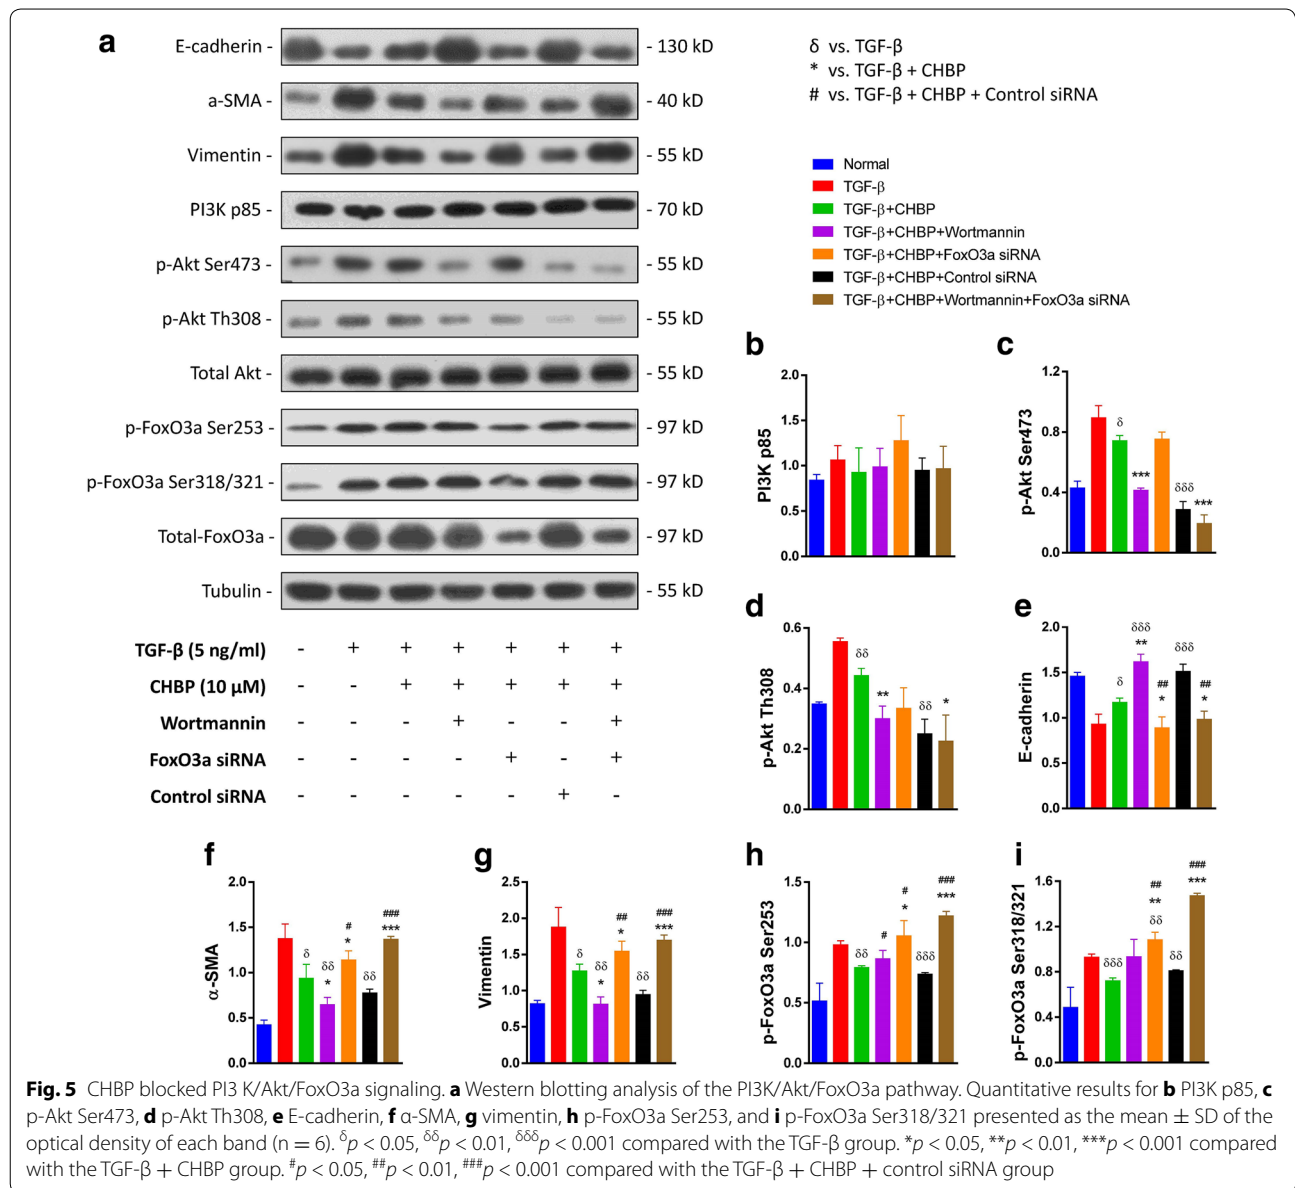 a
E-cadherin - - 130 kD
a-SMA - - 40 kD
Vimentin - - 55 kD
PI3K p85 - - 70 kD
p-Akt Ser473 - - 55 kD
p-Akt Th308 - - 55 kD
Total Akt - - 55 kD
p-FoxO3a Ser253 - - 97 kD
p-FoxO3a Ser318/321 - - 97 kD
Total-FoxO3a - - 97 kD
Tubulin - - 55 kD
TGF-β (5 ng/ml) - + + + + + +
CHBP (10 μM) - - + + + + +
Wortmannin - - - + - - +
FoxO3a siRNA - - - - + - +
Control siRNA - - - - - + -
δ vs. TGF-β
* vs. TGF-β + CHBP
# vs. TGF-β + CHBP + Control siRNA
Normal
TGF-β
TGF-β+CHBP
TGF-β+CHBP+Wortmannin
TGF-β+CHBP+FoxO3a siRNA
TGF-β+CHBP+Control siRNA
TGF-β+CHBP+Wortmannin+FoxO3a siRNA
b
PI3K p85
2.0
1.5
1.0
0.5
0.0
c
p-Akt Ser473
1.2
0.8
0.4
0.0
δ
***
δδδ
***
d
p-Akt Th308
0.6
0.4
0.2
0.0
δδ
**
δδ
*
e
E-cadherin
2.0
1.5
1.0
0.5
0.0
δ
δδδ
**
##
*
δδδ
##
*
f
α-SMA
2.0
1.5
1.0
0.5
0.0
δ
δδ
*
#
*
δδ
###
***
g
Vimentin
2.5
2.0
1.5
1.0
0.5
0.0
δ
δδ
*
##
*
δδ
###
***
h
p-FoxO3a Ser253
1.5
1.0
0.5
0.0
δδ
#
#
*
δδδ
###
***
i
p-FoxO3a Ser318/321
1.6
1.2
0.8
0.4
0.0
δδδ
##
**
δδ
δδ
###
***
Fig. 5 CHBP blocked PI3 K/Akt/FoxO3a signaling. a Western blotting analysis of the PI3K/Akt/FoxO3a pathway. Quantitative results for b PI3K p85, c
p-Akt Ser473, d p-Akt Th308, e E-cadherin, f α-SMA, g vimentin, h p-FoxO3a Ser253, and i p-FoxO3a Ser318/321 presented as the mean ± SD of the
optical density of each band (n = 6). δp < 0.05, δδp < 0.01, δδδp < 0.001 compared with the TGF-β group. *p < 0.05, **p < 0.01, ***p < 0.001 compared
with the TGF-β + CHBP group. #p < 0.05, ##p < 0.01, ###p < 0.001 compared with the TGF-β + CHBP + control siRNA group